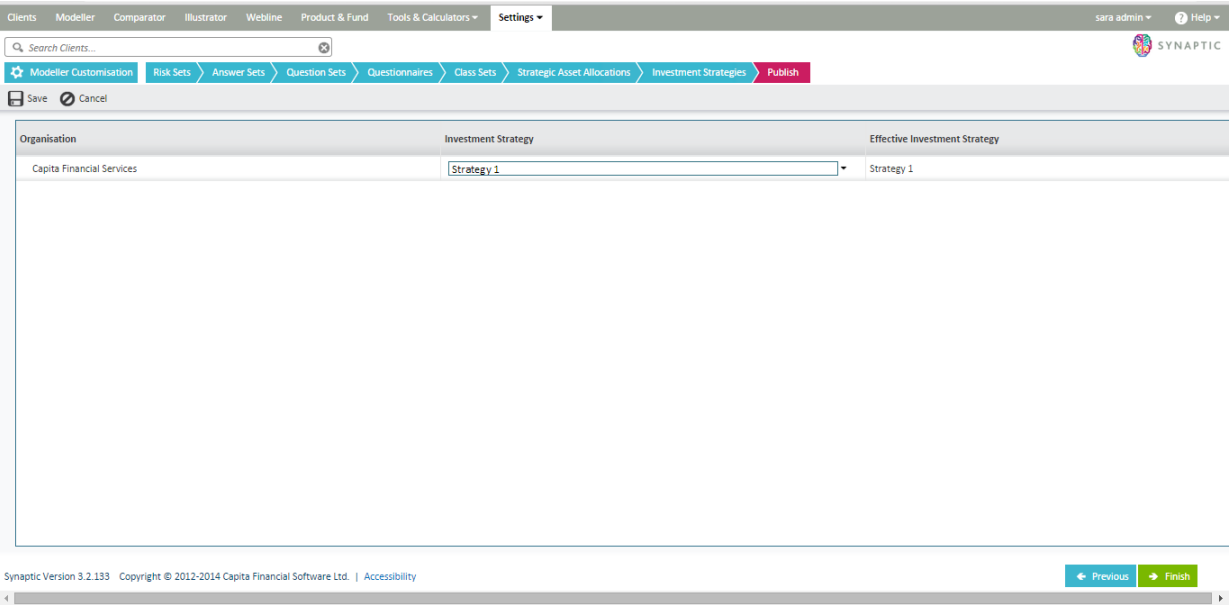 Clients Modeller Comparator Illustrator Webline Product & Fund Tools & Calculators Settings sara admin ? Help
Search Clients... SYNAPTIC
Modeller Customisation Risk Sets Answer Sets Question Sets Questionnaires Class Sets Strategic Asset Allocations Investment Strategies Publish
Save Cancel
Organisation Investment Strategy Effective Investment Strategy
Capita Financial Services Strategy 1 Strategy 1
Synaptic Version 3.2.133 Copyright © 2012-2014 Capita Financial Software Ltd. | Accessibility Previous Finish